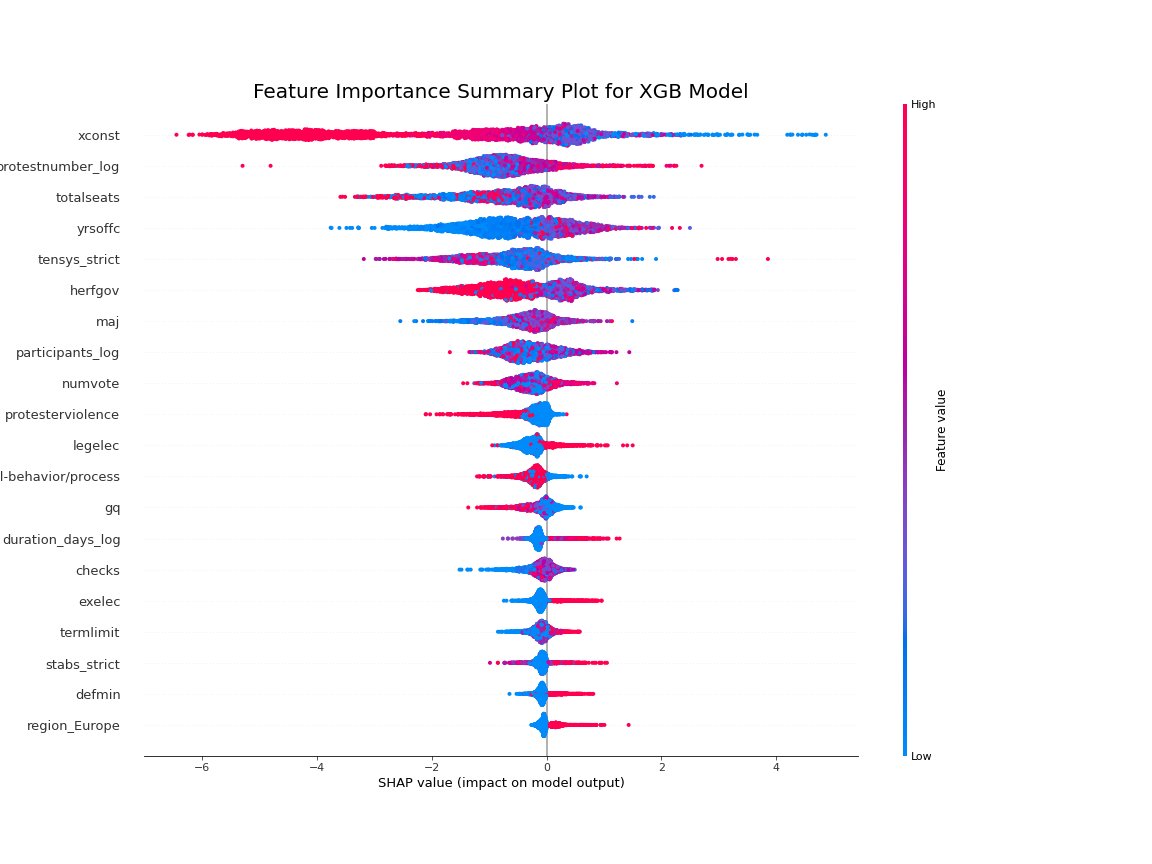 Feature Importance Summary Plot for XGB Model
High
xconst
protestnumber_log
totalseats
yrsoffc
tensys_strict
herfgov
maj
participants_log
numvote
protesterviolence
legelec
l-behavior/process
gq
duration_days_log
checks
exelec
termlimit
stabs_strict
defmin
region_Europe
Feature value
Low
−6 −4 −2 0 2 4
SHAP value (impact on model output)